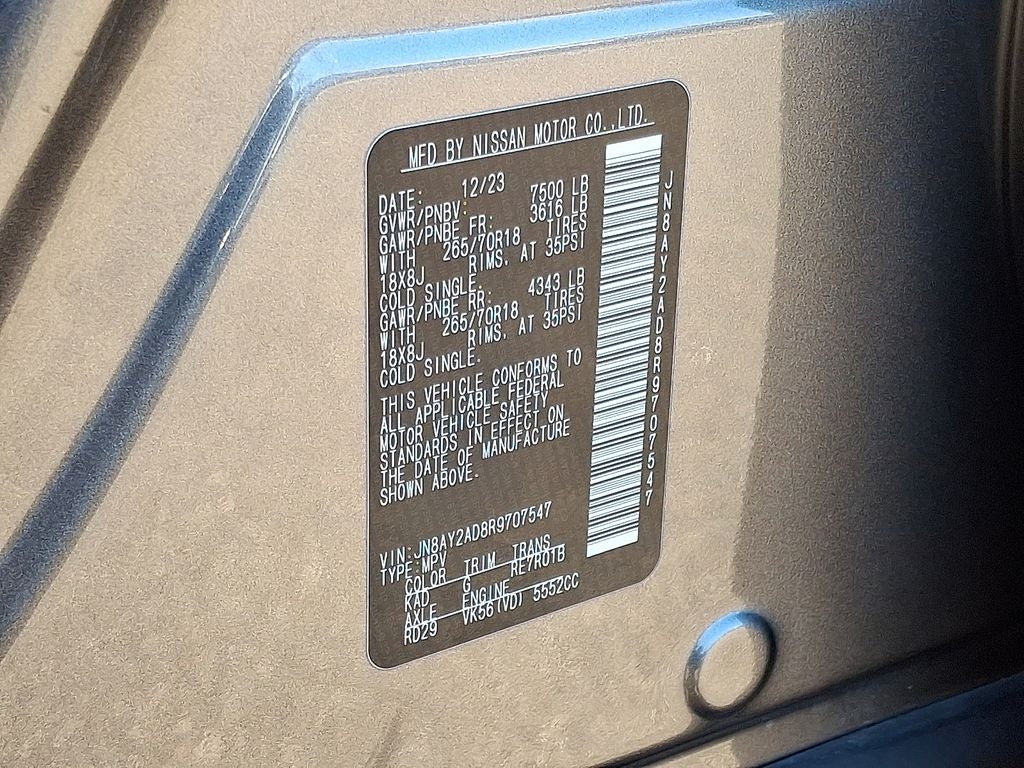 MFD BY NISSAN MOTOR CO.,LTD.
DATE: 12/23
GVWR/PNBV: 7500 LB
GAWR/PNBE FR: 3616 LB
WITH 265/70R18 TIRES
18X8J RIMS, AT 35PSI
COLD SINGLE.
GAWR/PNBE RR: 4343 LB
WITH 265/70R18 TIRES
18X8J RIMS, AT 35PSI
COLD SINGLE.
THIS VEHICLE CONFORMS TO
ALL APPLICABLE FEDERAL
MOTOR VEHICLE SAFETY
STANDARDS IN EFFECT ON
THE DATE OF MANUFACTURE
SHOWN ABOVE.
VIN:JN8AY2AD8R9707547
TYPE:MPV
COLOR TRIM TRANS
KAD G RE7R01B
AXLE ENGINE
RD29 VK56(VD) 5552CC
JN8AY2AD8R9707547